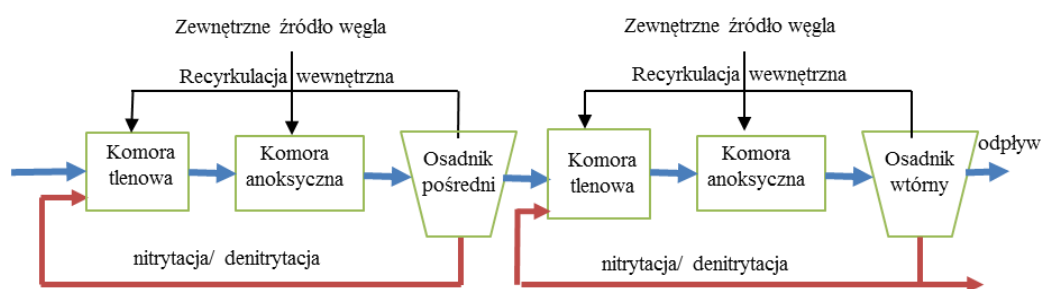 Zewnętrzne źródło węgla
Recyrkulacja wewnętrzna
Komora
tlenowa
Komora
anoksyczna
Osadnik
pośredni
nitrytacja/ denitrytacja
Zewnętrzne źródło węgla
Recyrkulacja wewnętrzna
Komora
tlenowa
Komora
anoksyczna
Osadnik
wtórny
odpływ
nitrytacja/ denitrytacja